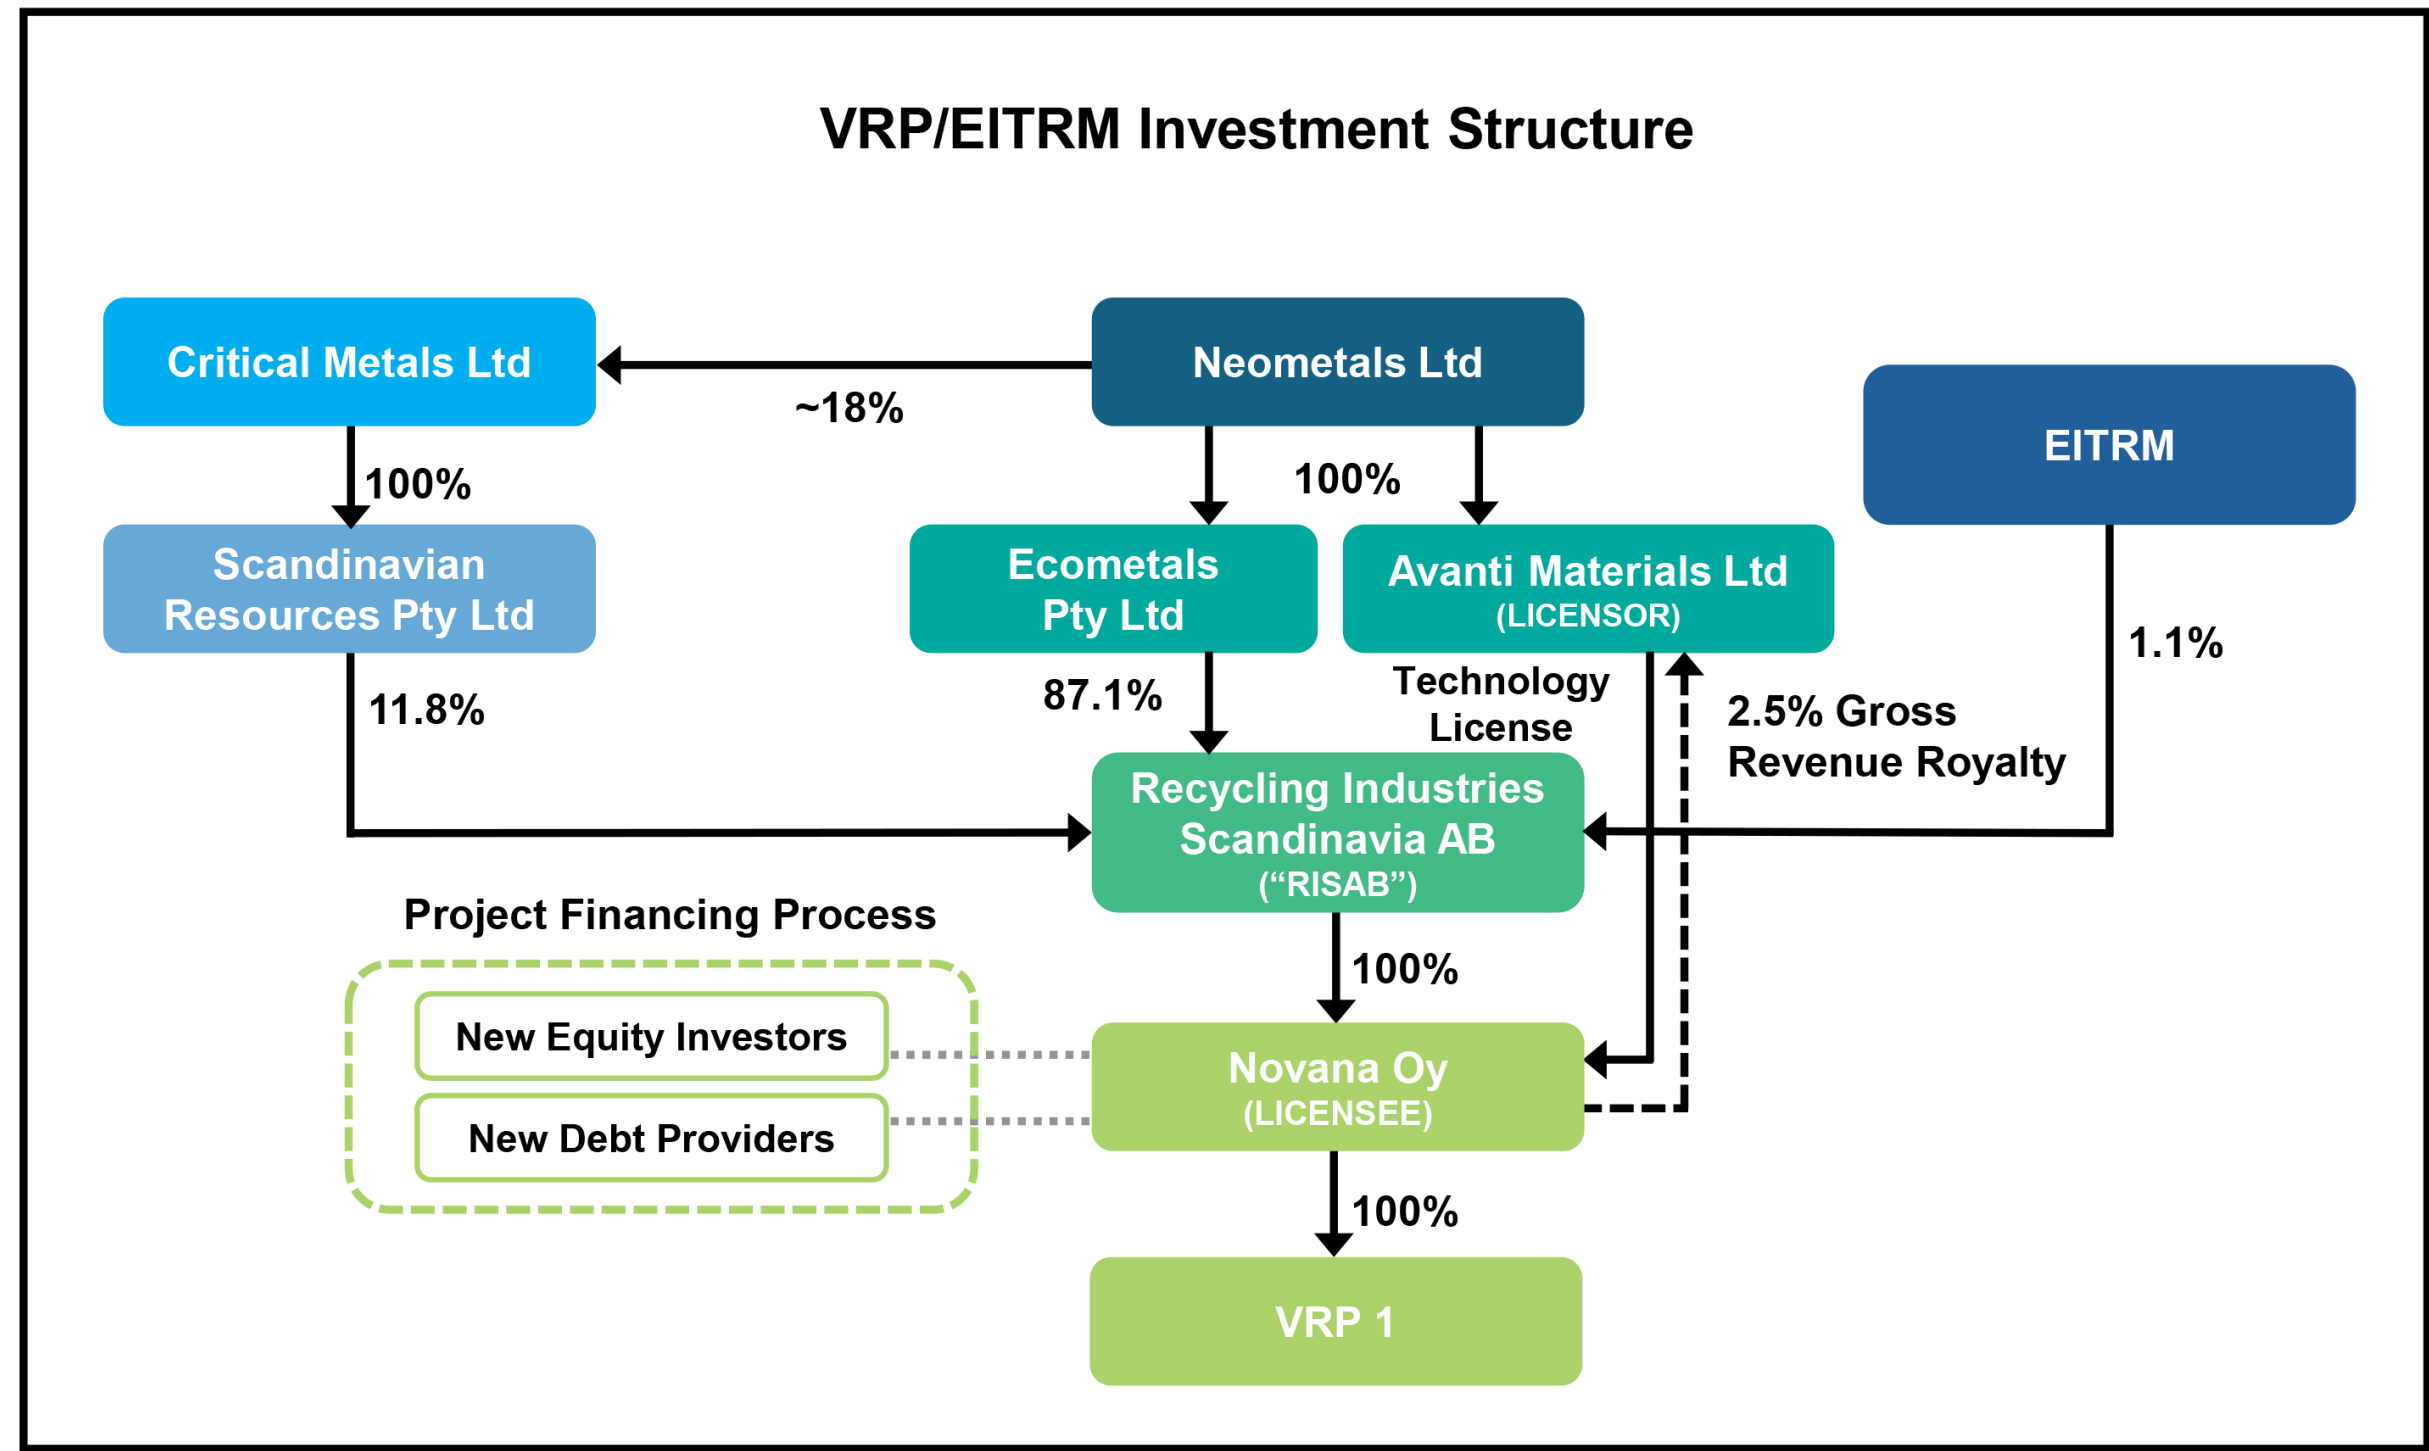 VRP/EITRM Investment Structure
Critical Metals Ltd
Neometals Ltd
~18%
EITRM
100%
100%
Scandinavian
Resources Pty Ltd
Ecometals
Pty Ltd
Avanti Materials Ltd
(LICENSOR)
1.1%
11.8%
87.1%
Technology
License
2.5% Gross
Revenue Royalty
Recycling Industries
Scandinavia AB
(“RISAB”)
Project Financing Process
100%
New Equity Investors
New Debt Providers
Novana Oy
(LICENSEE)
100%
VRP 1